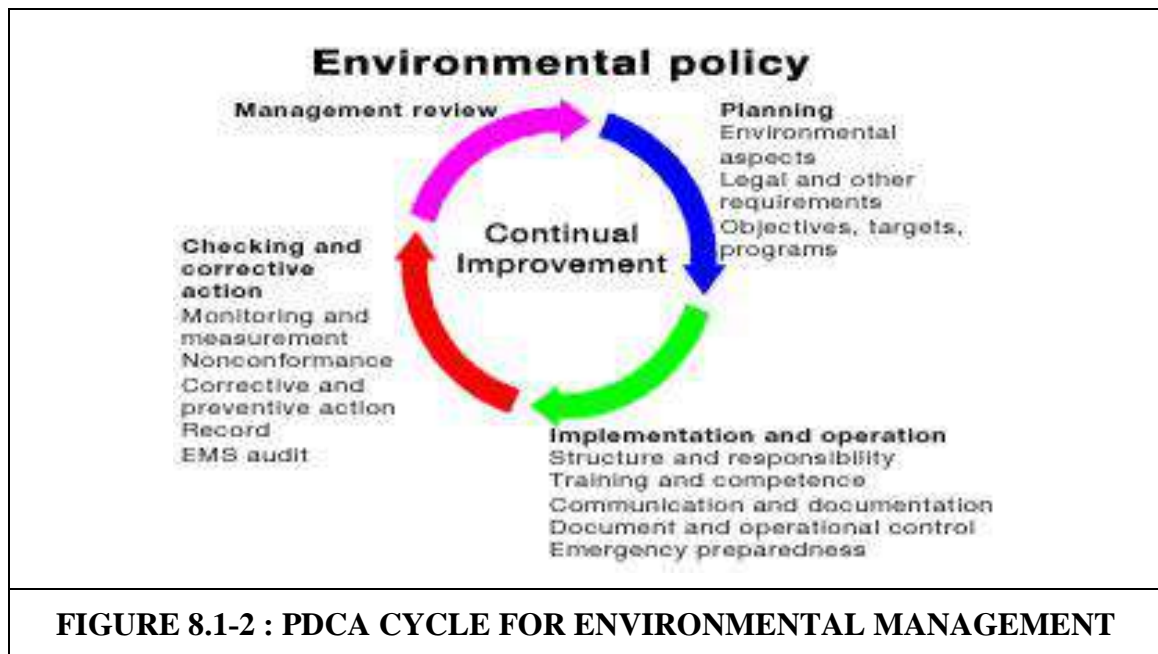 Environmental policy
Management review
Planning
Environmental
aspects
Legal and other
requirements
Objectives, targets,
programs
Continual
Improvement
Checking and
corrective
action
Monitoring and
measurement
Nonconformance
Corrective and
preventive action
Record
EMS audit
Implementation and operation
Structure and responsibility
Training and competence
Communication and documentation
Document and operational control
Emergency preparedness
FIGURE 8.1-2 : PDCA CYCLE FOR ENVIRONMENTAL MANAGEMENT